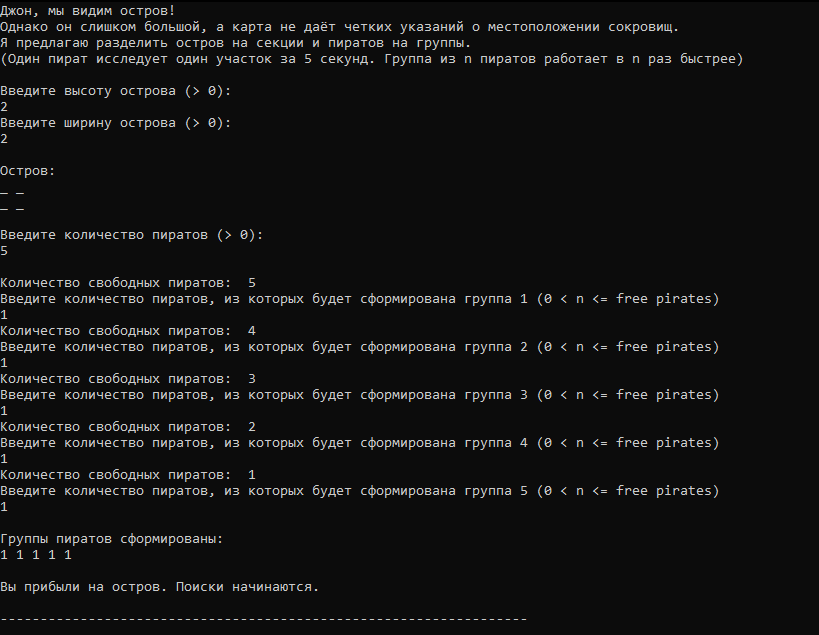 Джон, мы видим остров!
Однако он слишком большой, а карта не даёт четких указаний о местоположении сокровищ.
Я предлагаю разделить остров на секции и пиратов на группы.
(Один пират исследует один участок за 5 секунд. Группа из n пиратов работает в n раз быстрее)
Введите высоту острова (> 0):
2
Введите ширину острова (> 0):
2
Остров:
_ _
_ _
Введите количество пиратов (> 0):
5
Количество свободных пиратов:  5
Введите количество пиратов, из которых будет сформирована группа 1 (0 < n <= free pirates)
1
Количество свободных пиратов:  4
Введите количество пиратов, из которых будет сформирована группа 2 (0 < n <= free pirates)
1
Количество свободных пиратов:  3
Введите количество пиратов, из которых будет сформирована группа 3 (0 < n <= free pirates)
1
Количество свободных пиратов:  2
Введите количество пиратов, из которых будет сформирована группа 4 (0 < n <= free pirates)
1
Количество свободных пиратов:  1
Введите количество пиратов, из которых будет сформирована группа 5 (0 < n <= free pirates)
1
Группы пиратов сформированы:
1 1 1 1 1
Вы прибыли на остров. Поиски начинаются.
------------------------------------------------------------------